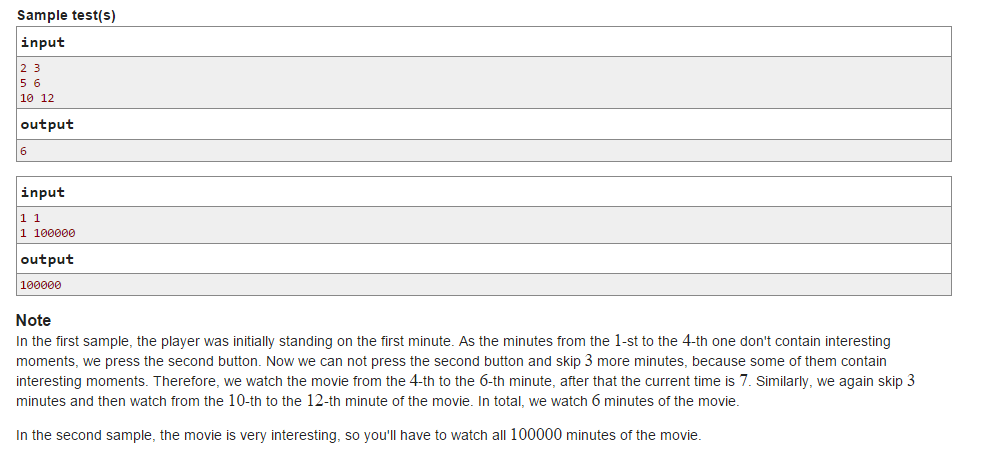 Sample test(s)
input
2 3
5 6
10 12
output
6
input
1 1
1 100000
output
100000
Note
In the first sample, the player was initially standing on the first minute. As the minutes from the 1-st to the 4-th one don't contain interesting
moments, we press the second button. Now we can not press the second button and skip 3 more minutes, because some of them contain
interesting moments. Therefore, we watch the movie from the 4-th to the 6-th minute, after that the current time is 7. Similarly, we again skip 3
minutes and then watch from the 10-th to the 12-th minute of the movie. In total, we watch 6 minutes of the movie.
In the second sample, the movie is very interesting, so you'll have to watch all 100000 minutes of the movie.